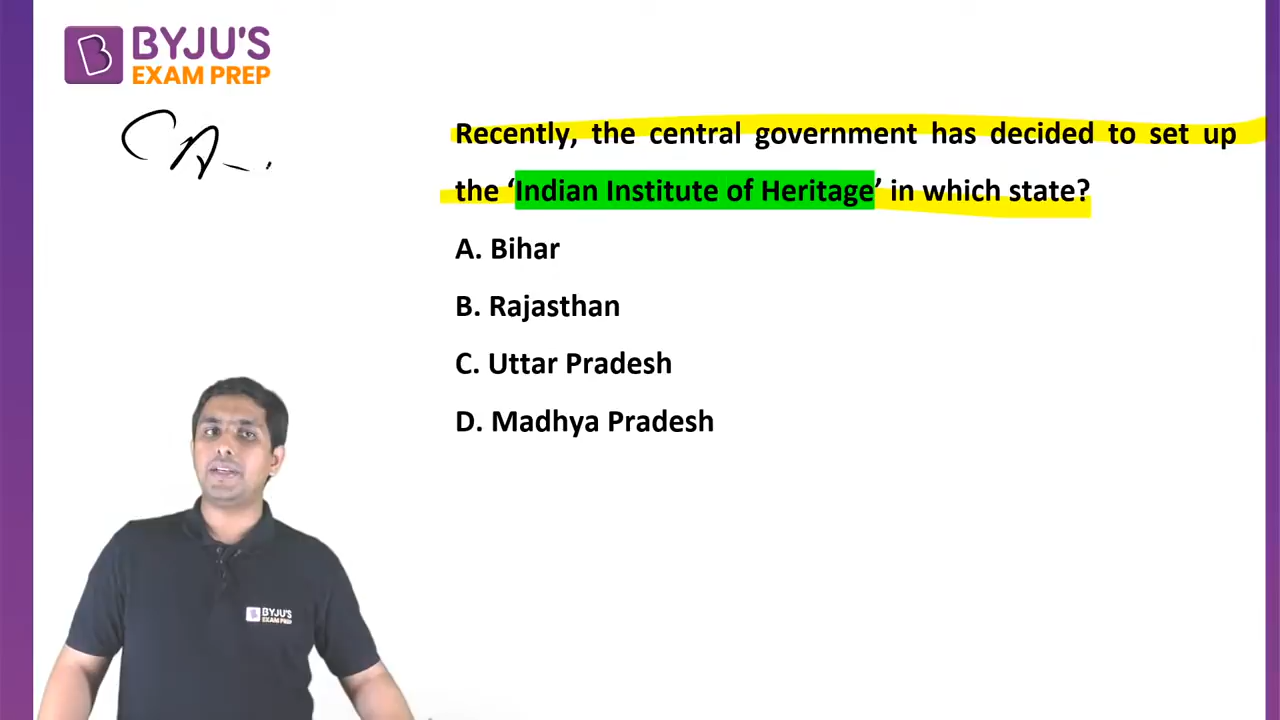 BYJU'S
EXAM PREP
CA-
Recently, the central government has decided to set up
the ‘Indian Institute of Heritage’ in which state?
A. Bihar
B. Rajasthan
C. Uttar Pradesh
D. Madhya Pradesh
BYJU'S
EXAM PREP